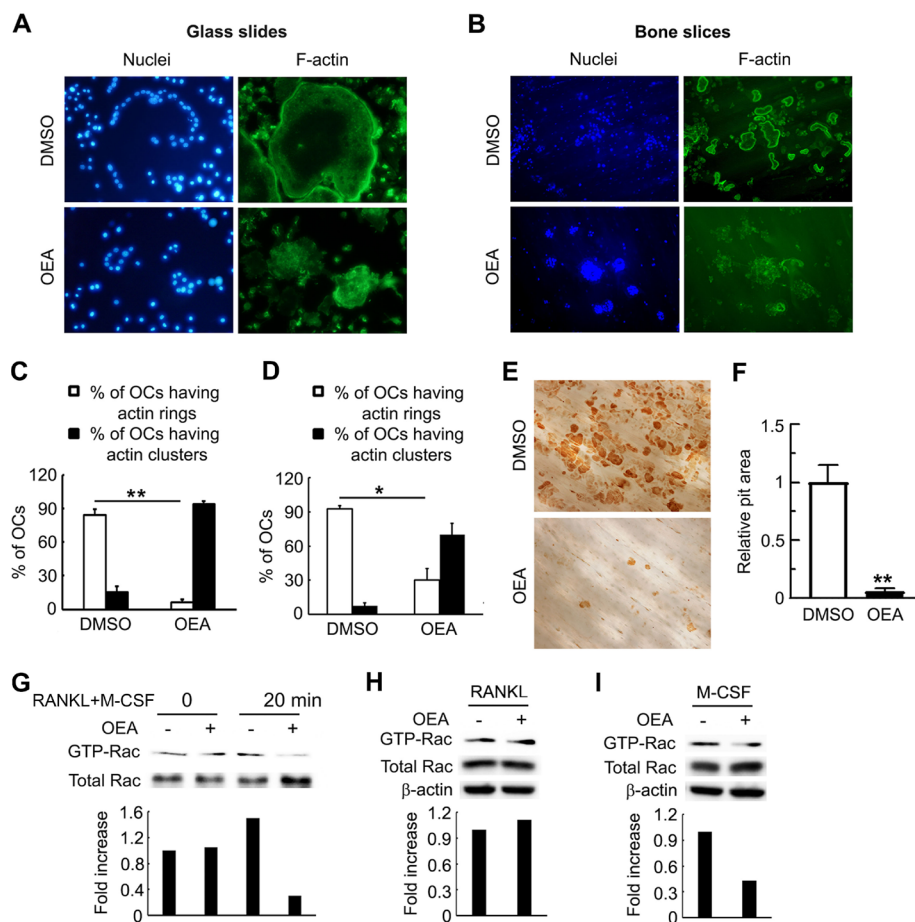 A
Glass slides
Nuclei
F-actin
DMSO
OEA
B
Bone slices
Nuclei
F-actin
DMSO
OEA
C
% of OCs having
actin rings
% of OCs having
actin clusters
% of OCs
120
90
60
30
0
DMSO
OEA
**
D
% of OCs having
actin rings
% of OCs having
actin clusters
% of OCs
120
90
60
30
0
DMSO
OEA
*
E
DMSO
OEA
F
Relative pit area
1.5
1
0.5
0
**
DMSO
OEA
G
RANKL+M-CSF 0 20 min
OEA - + - +
GTP-Rac
Total Rac
Fold increase
1.6
1.2
0.8
0.4
0
H
RANKL
OEA - +
GTP-Rac
Total Rac
β-actin
Fold increase
1.2
0.9
0.6
0.3
0
I
M-CSF
OEA - +
GTP-Rac
Total Rac
β-actin
Fold increase
1.2
0.9
0.6
0.3
0